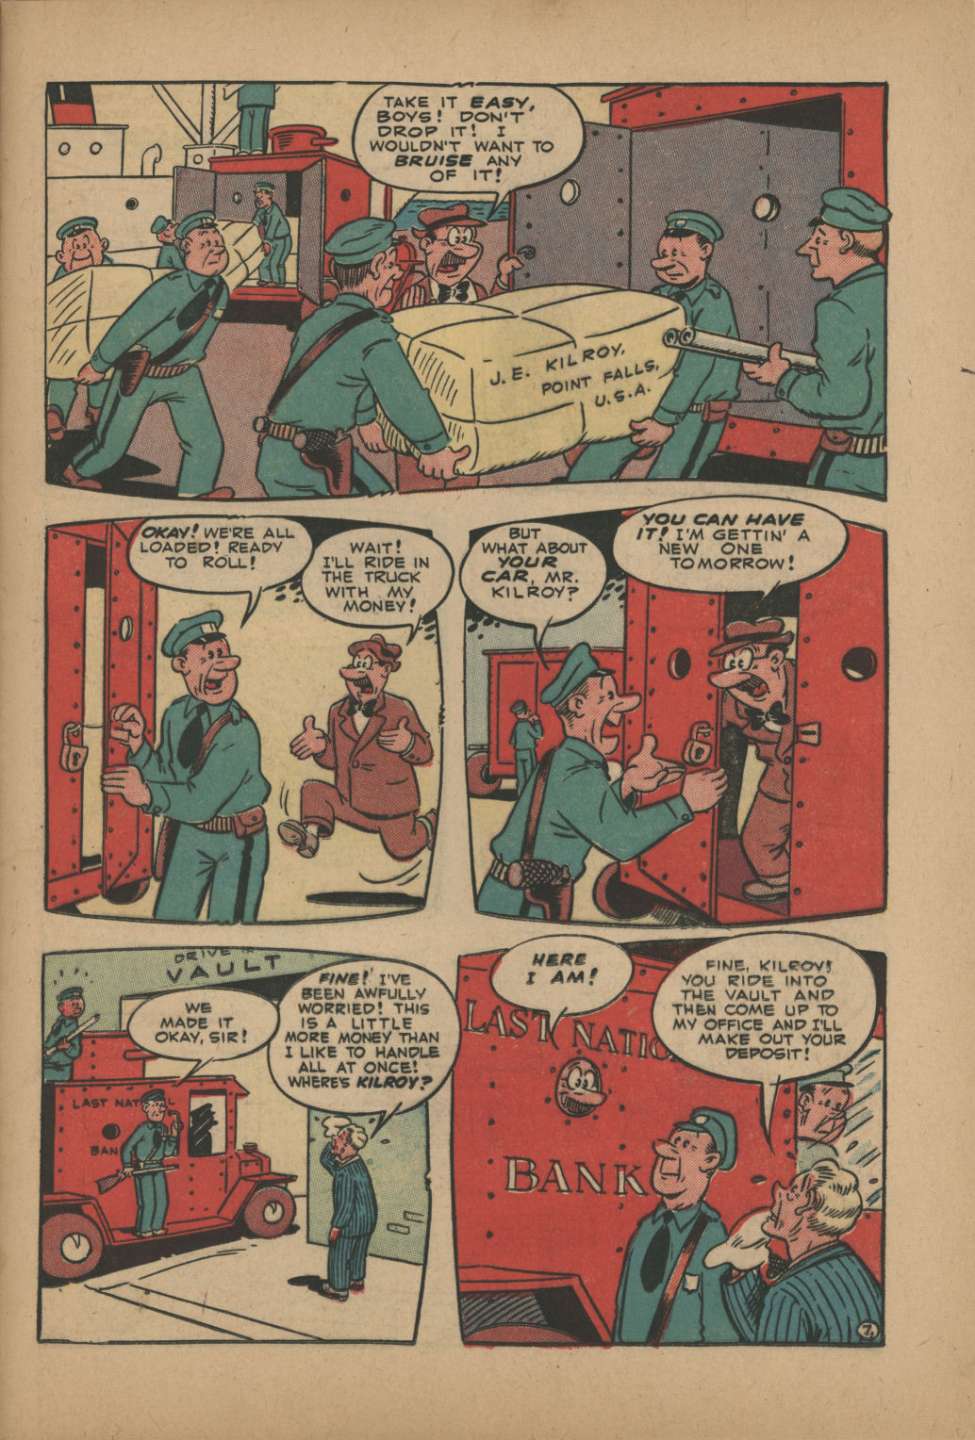 TAKE IT EASY,
BOYS! DON'T
DROP IT! I
WOULDN'T WANT TO
BRUISE ANY
OF IT!
J. E. KILROY,
POINT FALLS,
U.S.A.
OKAY! WE'RE ALL
LOADED! READY
TO ROLL!
WAIT!
I'LL RIDE IN
THE TRUCK
WITH MY
MONEY!
BUT
WHAT ABOUT
YOUR
CAR, MR.
KILROY?
YOU CAN HAVE
IT! I'M GETTIN' A
NEW ONE
TOMORROW!
DRIVE IN
VAULT
WE
MADE IT
OKAY, SIR!
FINE! I'VE
BEEN AWFULLY
WORRIED! THIS
IS A LITTLE
MORE MONEY THAN
I LIKE TO HANDLE
ALL AT ONCE!
WHERE'S KILROY?
LAST NAT AL
BAN
HERE
I AM!
FINE, KILROY!
YOU RIDE INTO
THE VAULT AND
THEN COME UP TO
MY OFFICE AND I'LL
MAKE OUT YOUR
DEPOSIT!
LAST NATIO
BANK
7.